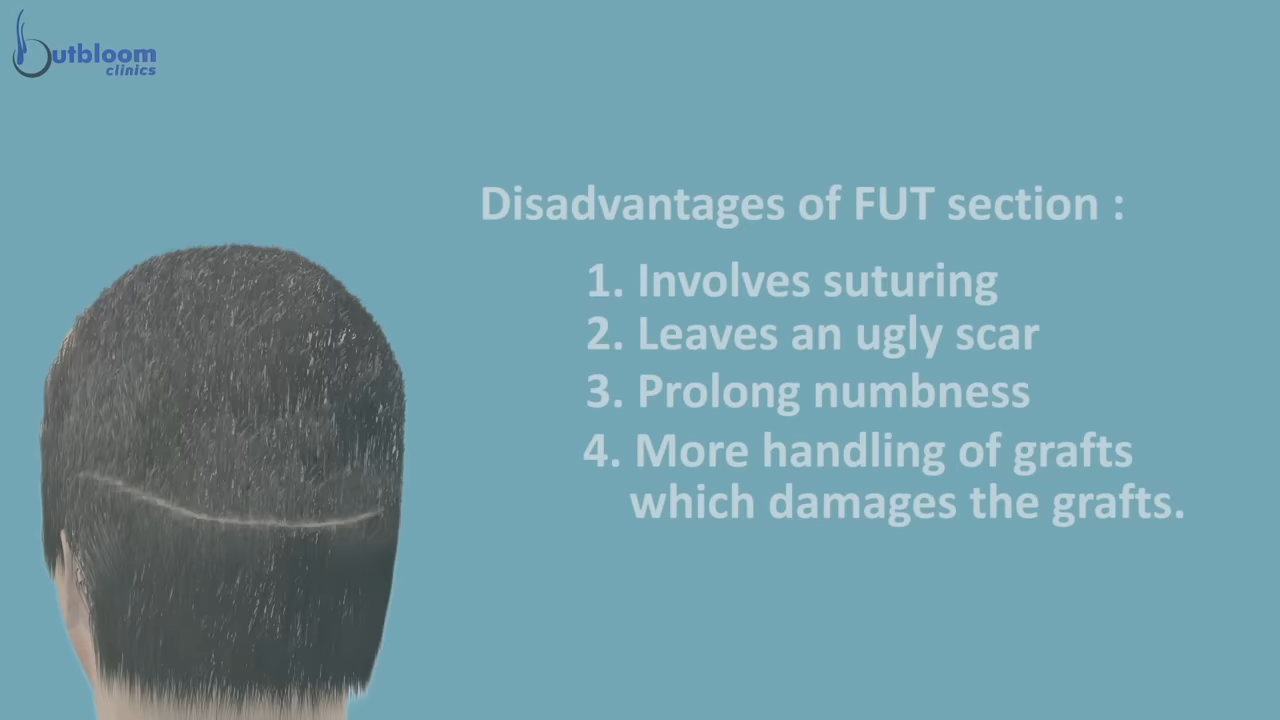 outbloom
clinics
Disadvantages of FUT section :
1. Involves suturing
2. Leaves an ugly scar
3. Prolong numbness
4. More handling of grafts
which damages the grafts.